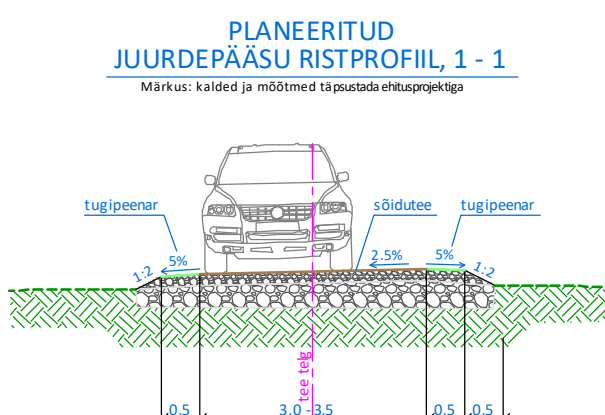 PLANEERITUD
JUURDEPÄÄSU RISTPROFIIL, 1 - 1
Märkus: kalded ja mõõtmed täpsustada ehitusprojektiga
tugipeenar
sõidutee
tugipeenar
1:2
5%
2.5%
5%
1:2
tee telg
0.5
3.0 -3.5
0.5
0.5